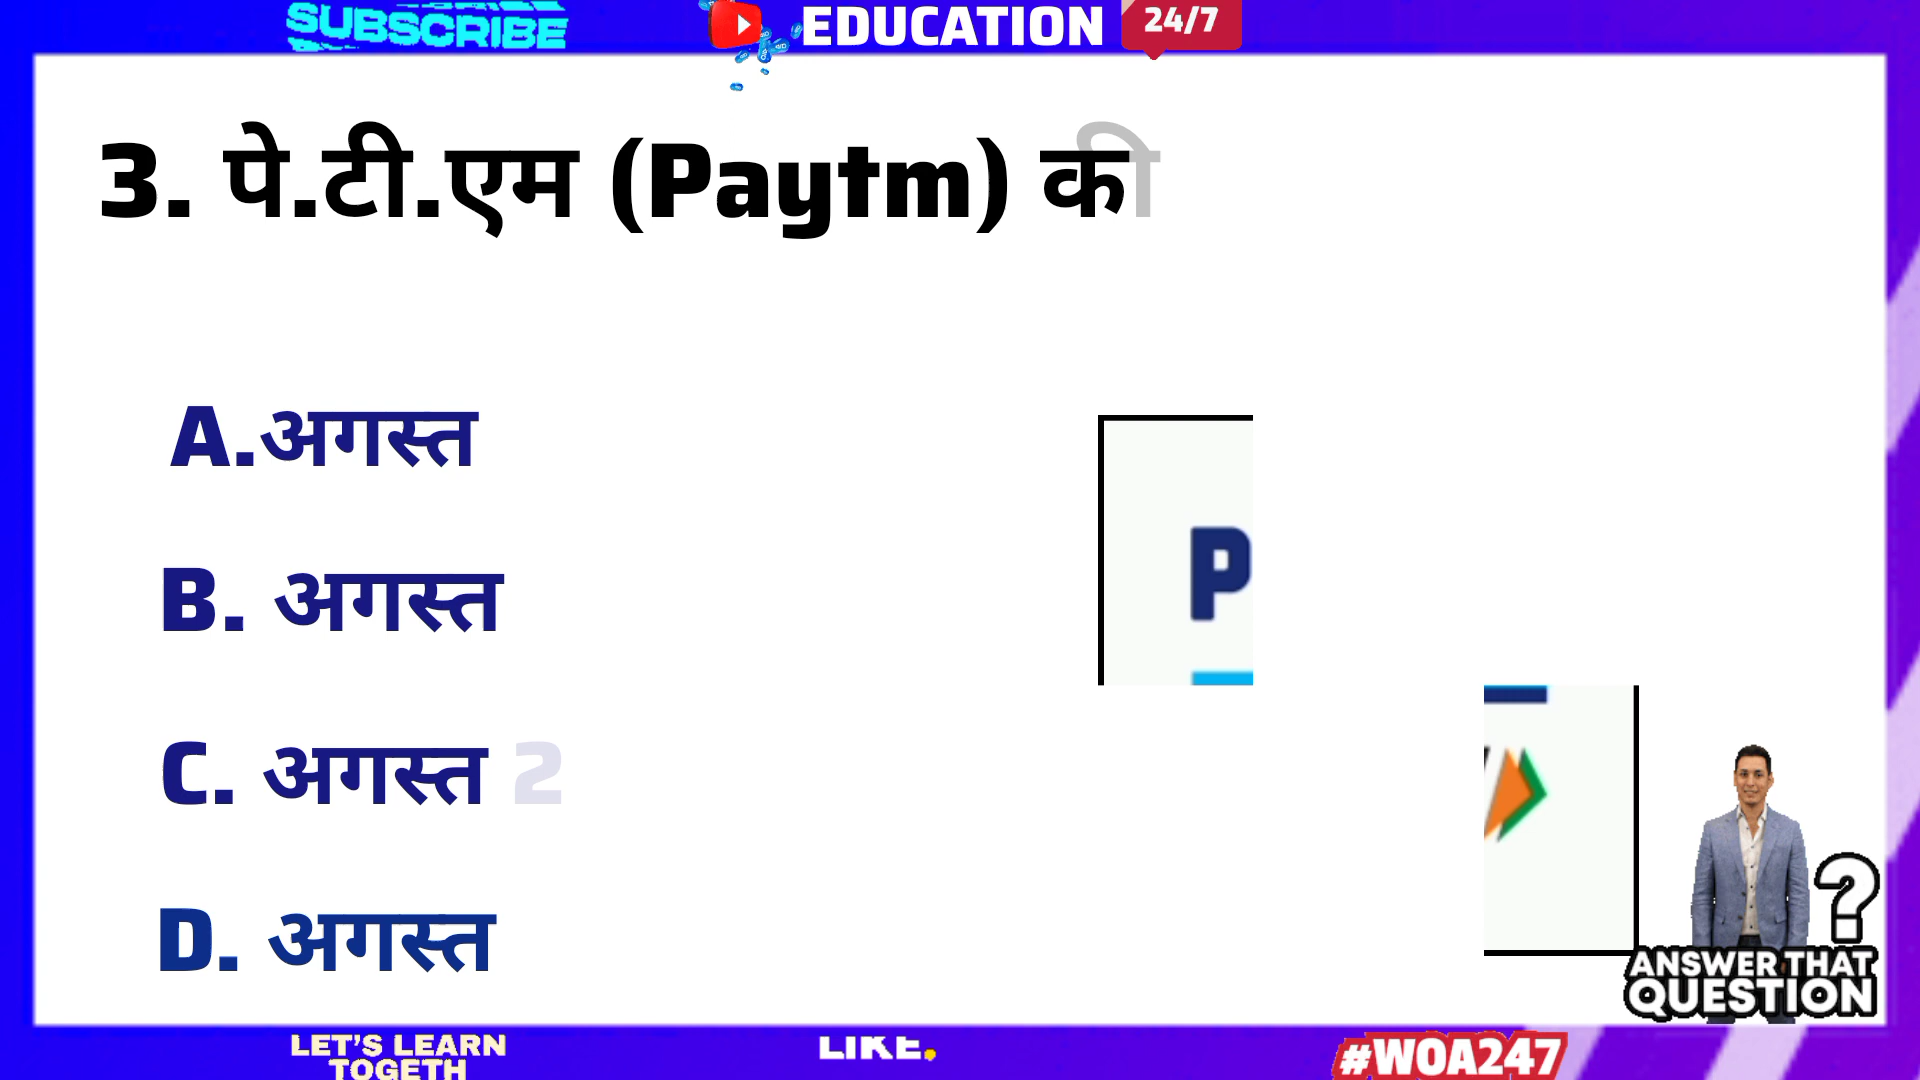 SUBSCRIBE
EDUCATION 24/7
3. पे.टी.एम (Paytm) की
A.अगस्त
B. अगस्त
C. अगस्त 2
D. अगस्त
P
?
ANSWER THAT
QUESTION
LET'S LEARN
TOGETH
LIKE.
#WOA247